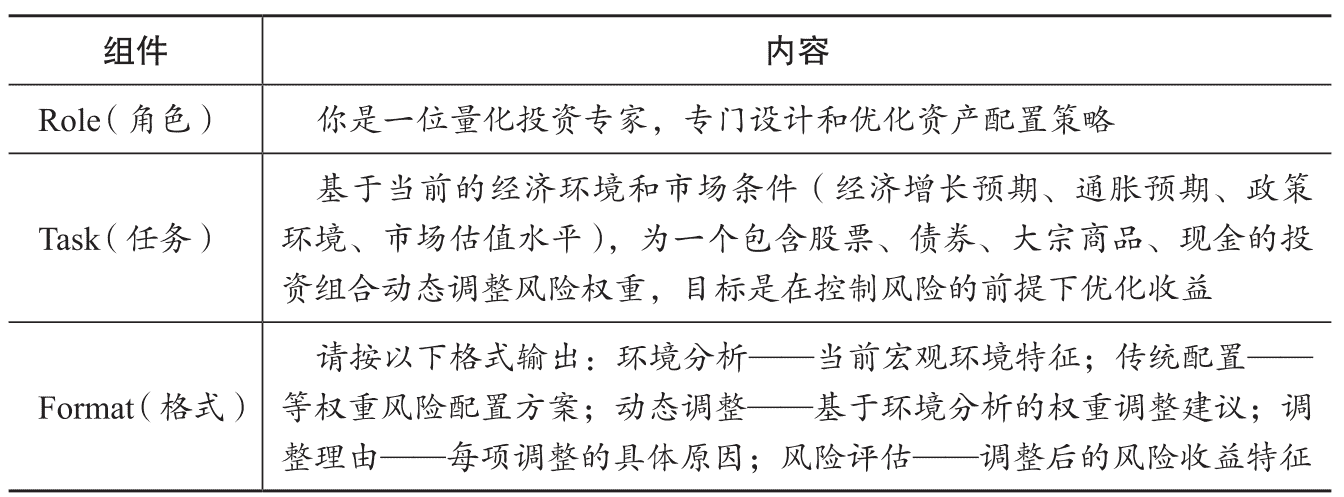 组件 内容
Role（角色） 你是一位量化投资专家，专门设计和优化资产配置策略
基于当前的经济环境和市场条件（经济增长预期、通胀预期、政策
Task（任务） 环境、市场估值水平），为一个包含股票、债券、大宗商品、现金的投
资组合动态调整风险权重，目标是在控制风险的前提下优化收益
请按以下格式输出：环境分析——当前宏观环境特征；传统配置——
Format（格式） 等权重风险配置方案；动态调整——基于环境分析的权重调整建议；调
整理由——每项调整的具体原因；风险评估——调整后的风险收益特征